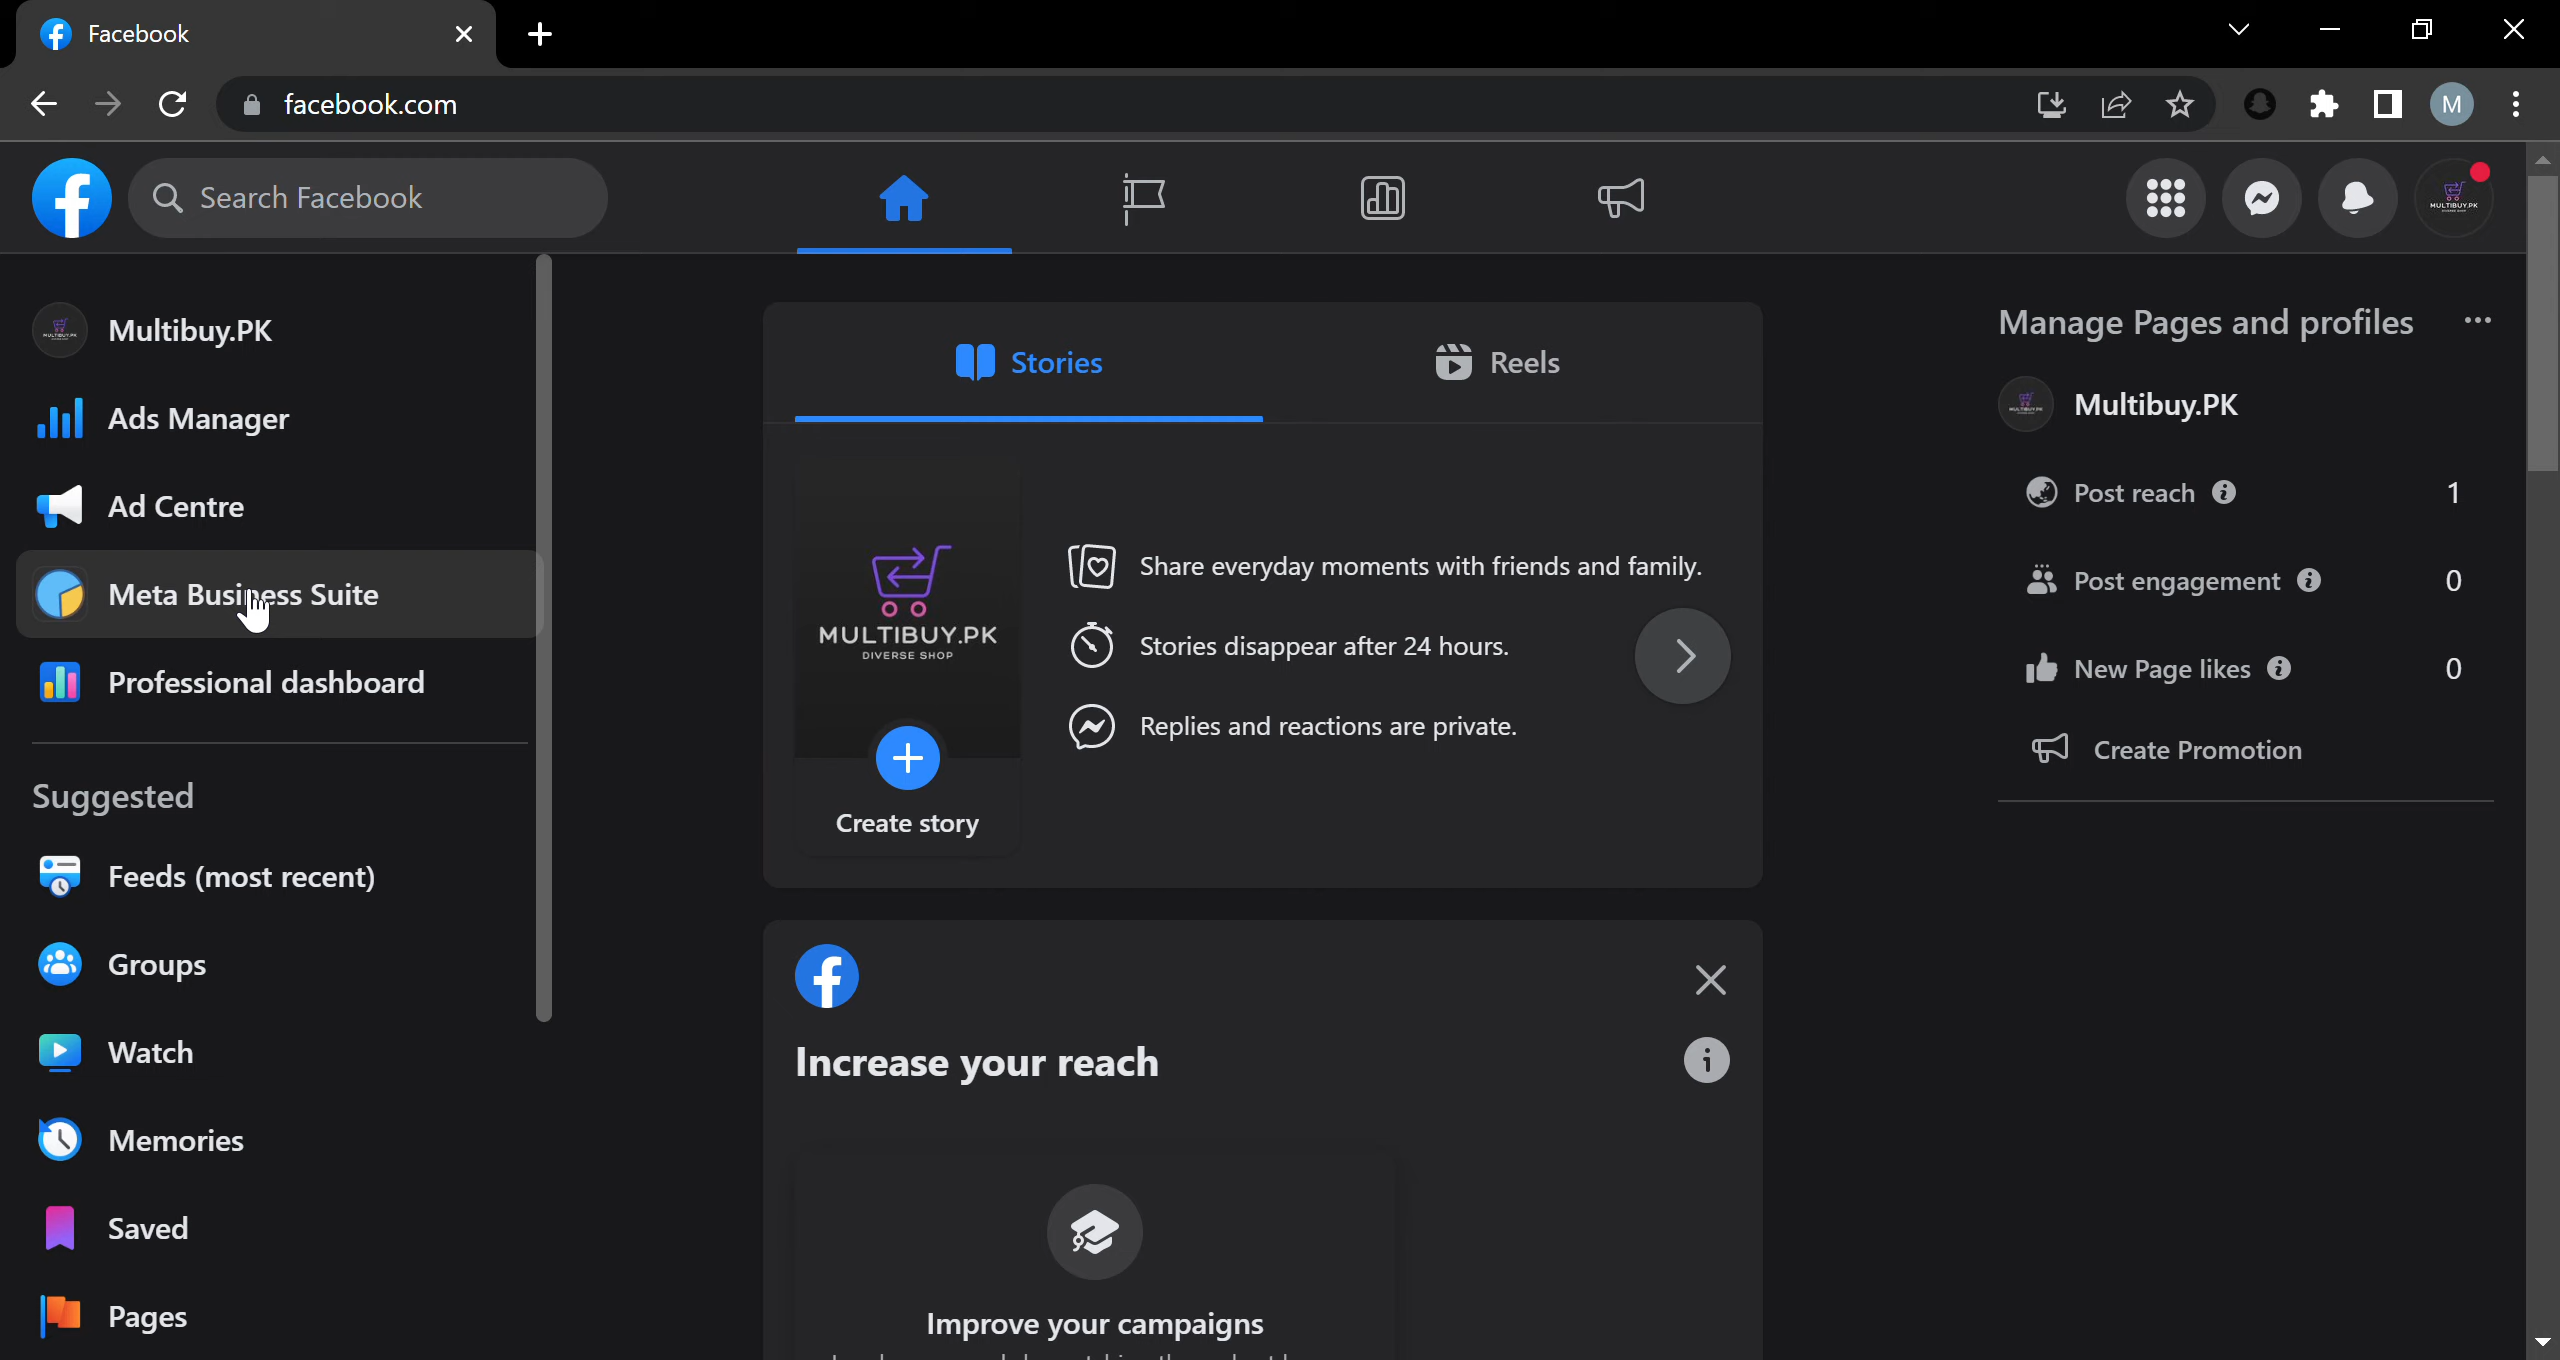 Facebook
facebook.com
M
Search Facebook
MULTIBUY.PK
Multibuy.PK
Ads Manager
Ad Centre
Meta Business Suite
Professional dashboard
Suggested
Feeds (most recent)
Groups
Watch
Memories
Saved
Pages
Stories
Reels
MULTIBUY.PK
DIVERSE SHOP
Create story
Share everyday moments with friends and family.
Stories disappear after 24 hours.
Replies and reactions are private.
Increase your reach
Improve your campaigns
Manage Pages and profiles
Multibuy.PK
Post reach 1
Post engagement 0
New Page likes 0
Create Promotion